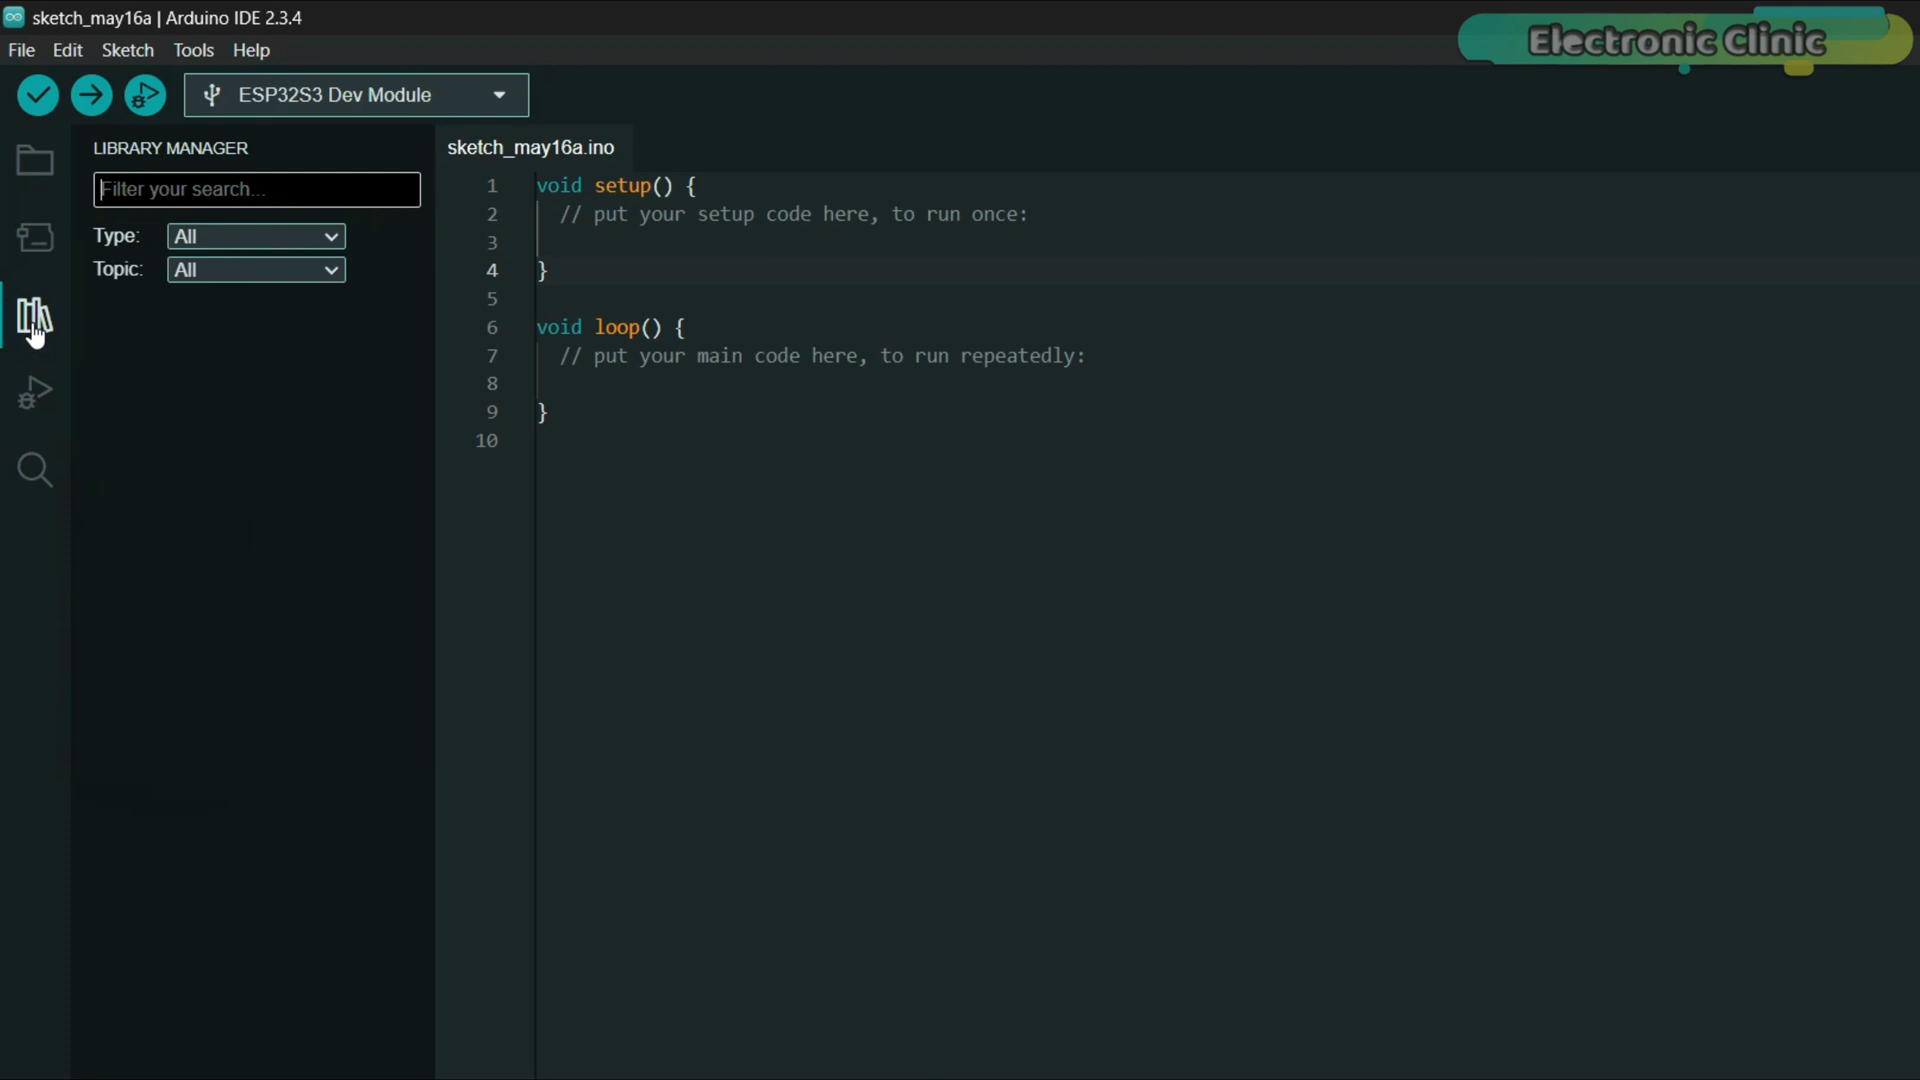 sketch_may16a | Arduino IDE 2.3.4
File Edit Sketch Tools Help
Electronic Clinic
ESP32S3 Dev Module
LIBRARY MANAGER
Filter your search...
Type: All
Topic: All
sketch_may16a.ino
1 void setup() {
2 // put your setup code here, to run once:
3
4 }
5
6 void loop() {
7 // put your main code here, to run repeatedly:
8
9 }
10